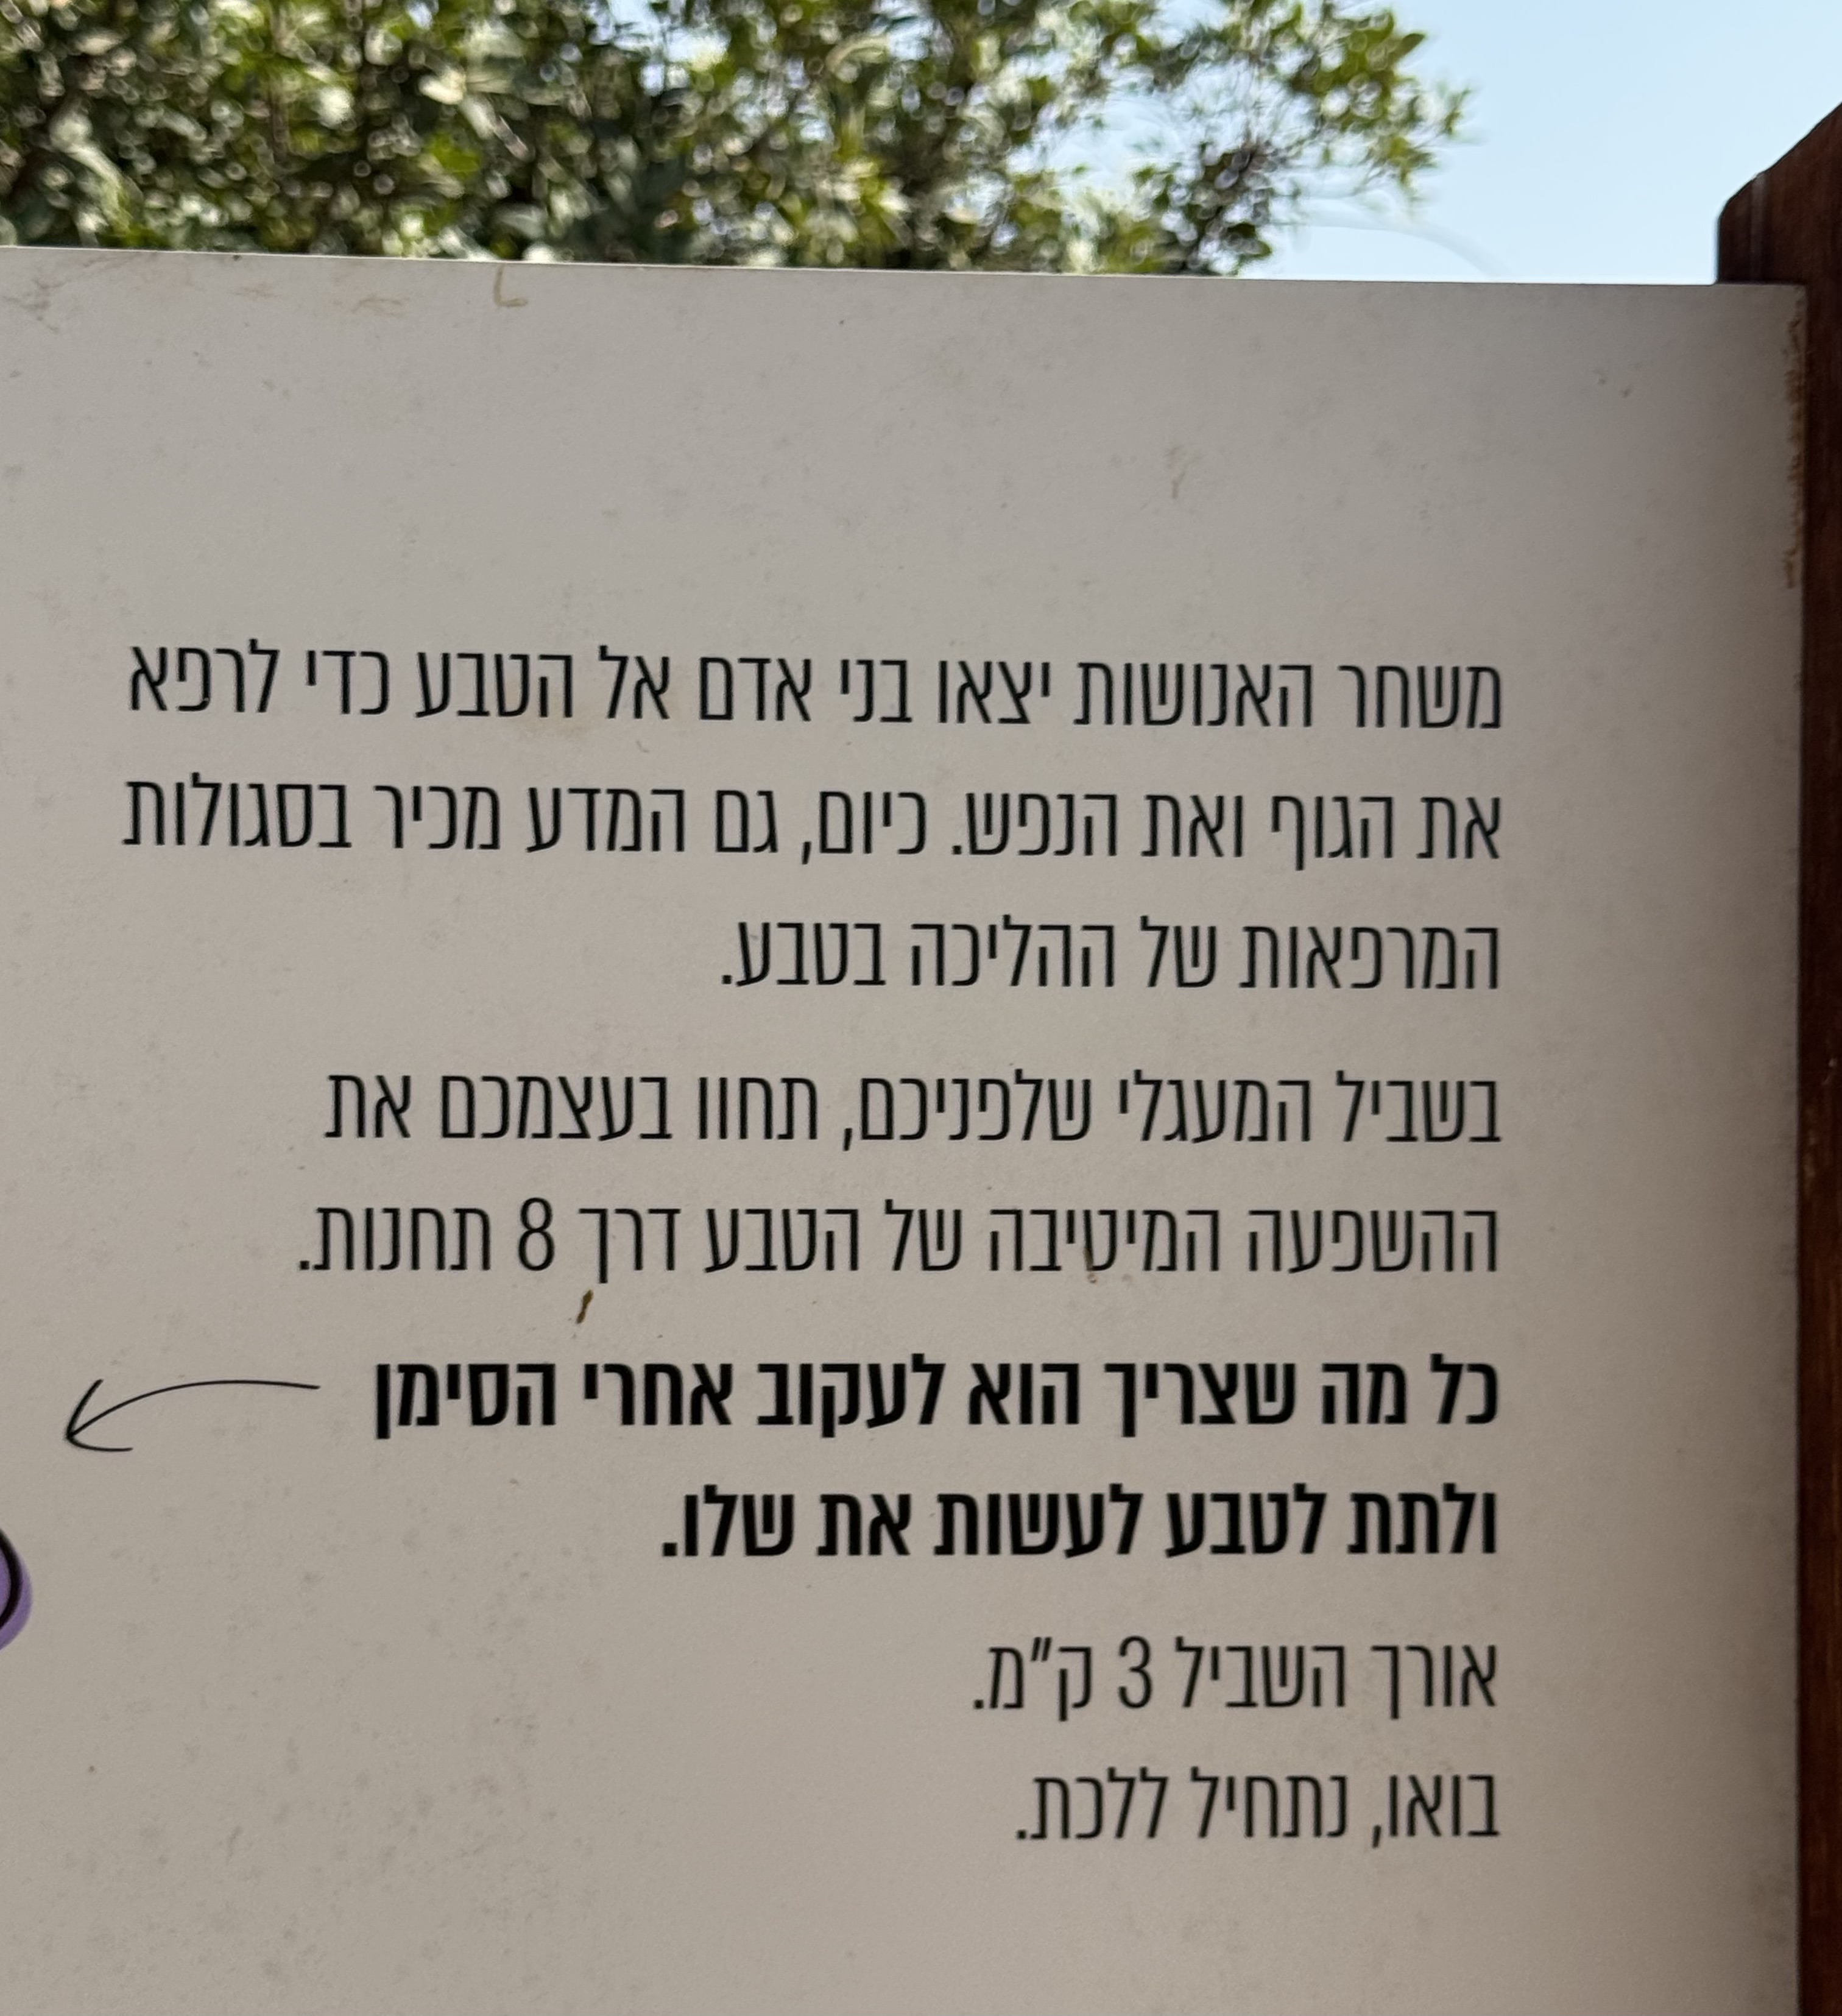 משחר האנושות יצאו בני אדם אל הטבע כדי לרפא
את הגוף ואת הנפש. כיום, גם המדע מכיר בסגולות
המרפאות של ההליכה בטבע.
בשביל המעגלי שלפניכם, תחוו בעצמכם את
ההשפעה המיטיבה של הטבע דרך 8 תחנות.
כל מה שצריך הוא לעקוב אחרי הסימן
ולתת לטבע לעשות את שלו.
אורך השביל 3 ק"מ.
בואו, נתחיל ללכת.